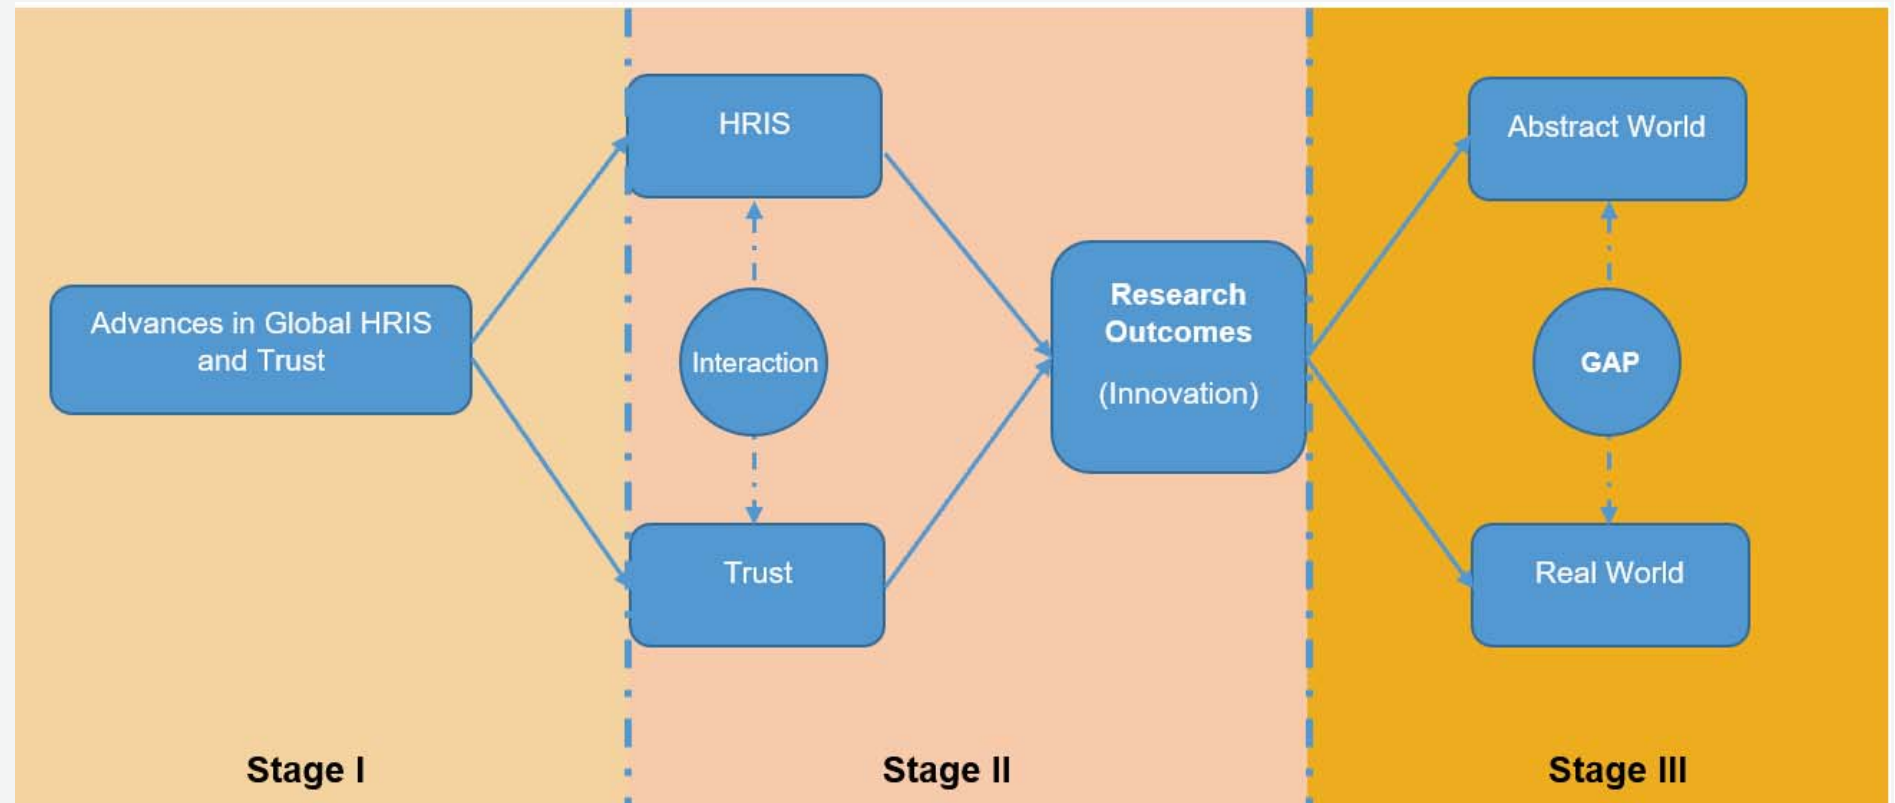 Advances in Global HRIS
and Trust
HRIS
Interaction
Trust
Research
Outcomes
(Innovation)
Abstract World
GAP
Real World
Stage I
Stage II
Stage III